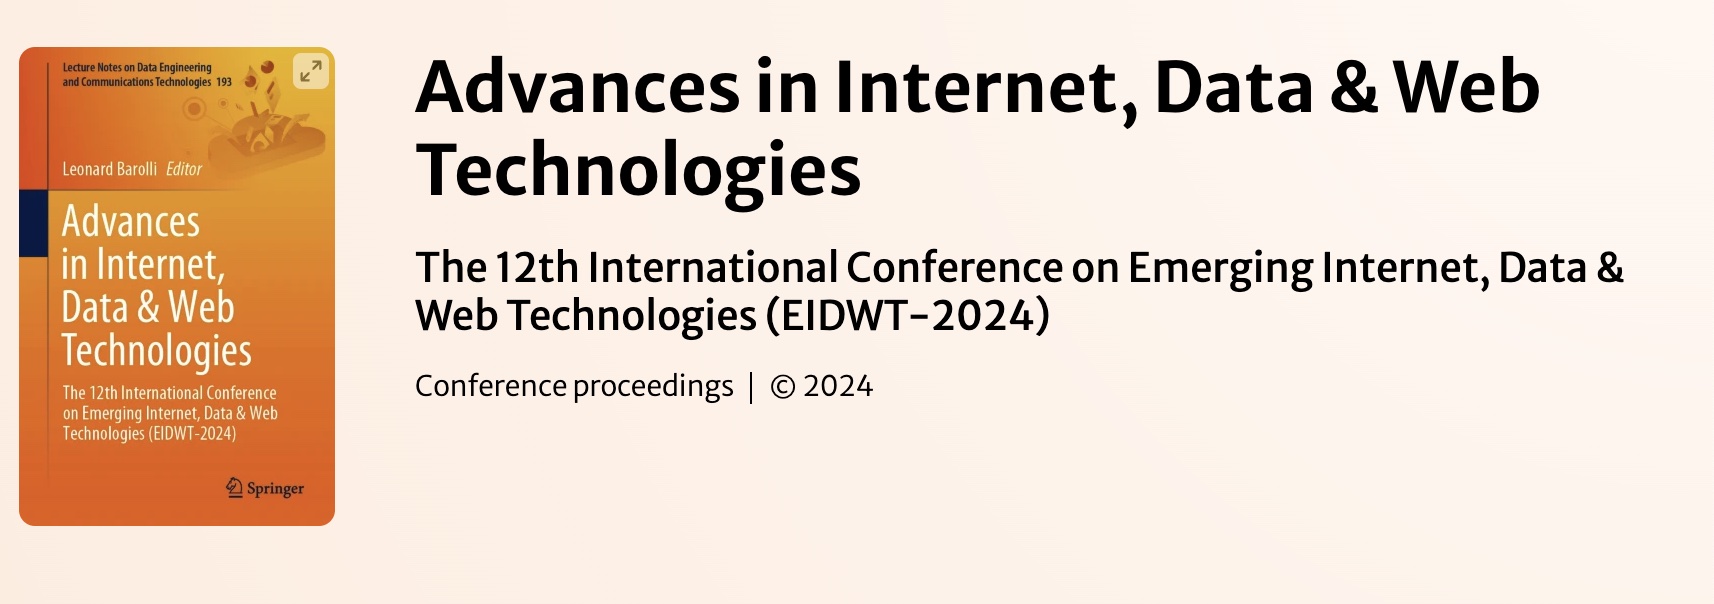 Lecture Notes on Data Engineering
and Communications Technologies 193
Leonard Barolli Editor
Advances
in Internet,
Data & Web
Technologies
The 12th International Conference
on Emerging Internet, Data & Web
Technologies (EIDWT-2024)
Springer
Advances in Internet, Data & Web
Technologies
The 12th International Conference on Emerging Internet, Data &
Web Technologies (EIDWT-2024)
Conference proceedings | © 2024